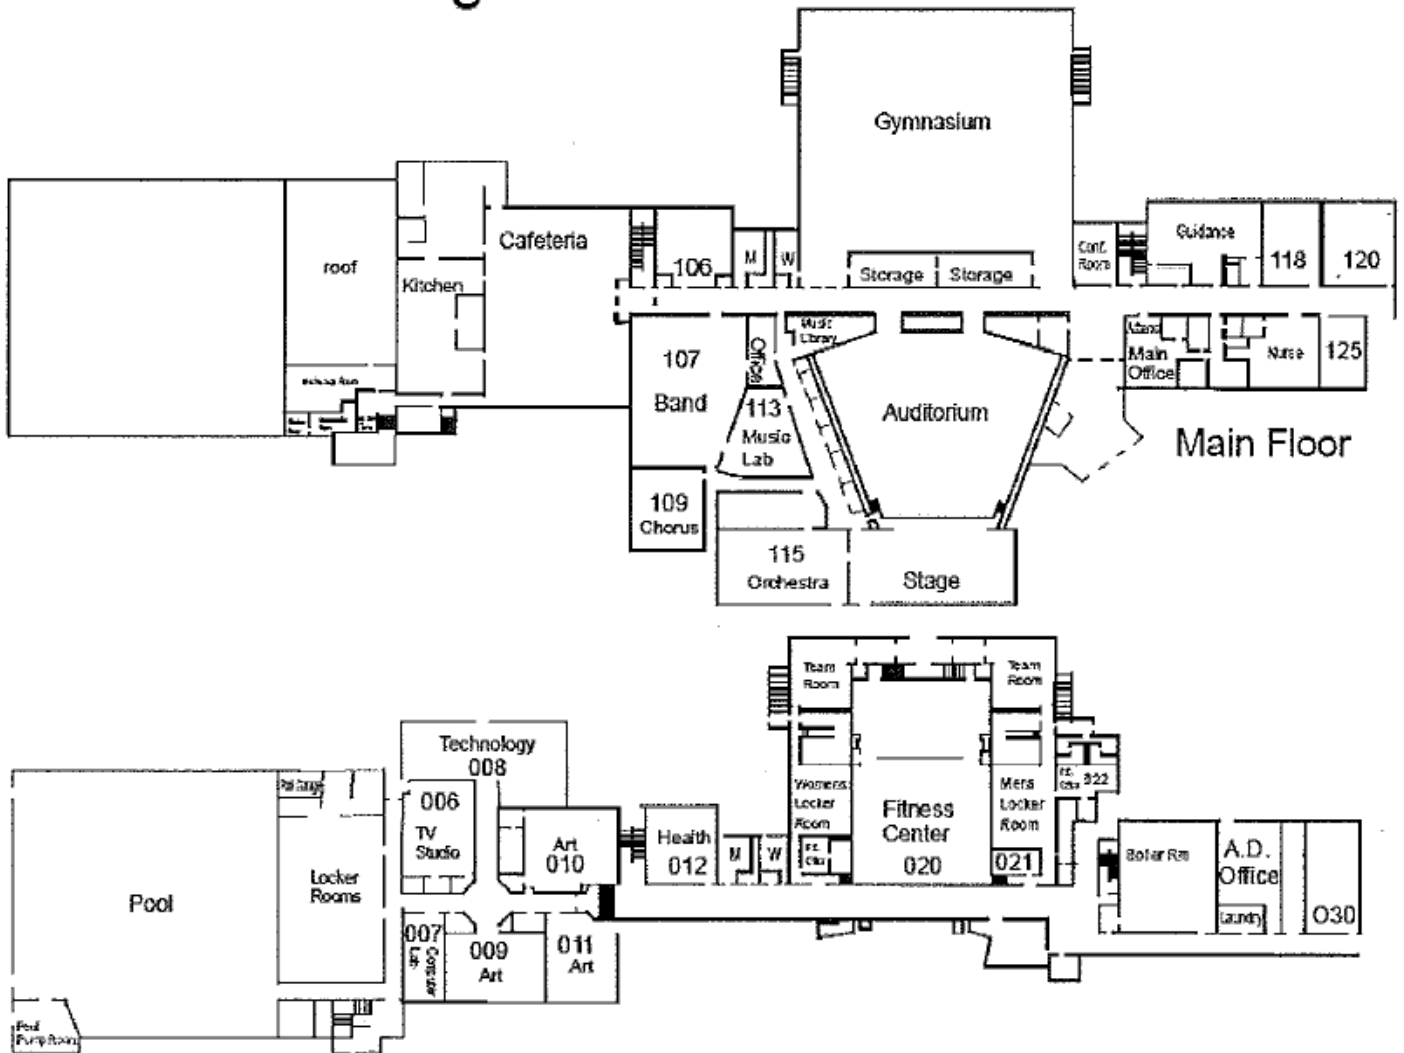 Gymnasium
Cafeteria
roof
Kitchen
106
M
W
Storage
Storage
Conf.
Room
Guidance
118
120
107
Band
Office
Music
Library
113
Music
Lab
Auditorium
Main
Office
Nurse
125
Main Floor
109
Chorus
115
Orchestra
Stage
Team
Room
Team
Room
Technology
008
006
TV
Studio
Art
010
Health
012
M
W
Womens
Locker
Room
Fitness
Center
020
Mens
Locker
Room
021
022
Boiler Rm
A.D.
Office
Laundry
O30
Pool
Locker
Rooms
007
Computer
Lab
009
Art
011
Art
Pool
Pump Room